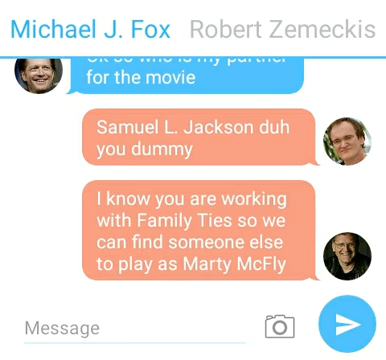 Michael J. Fox Robert Zemeckis
for the movie
Samuel L. Jackson duh
you dummy
I know you are working
with Family Ties so we
can find someone else
to play as Marty McFly
Message